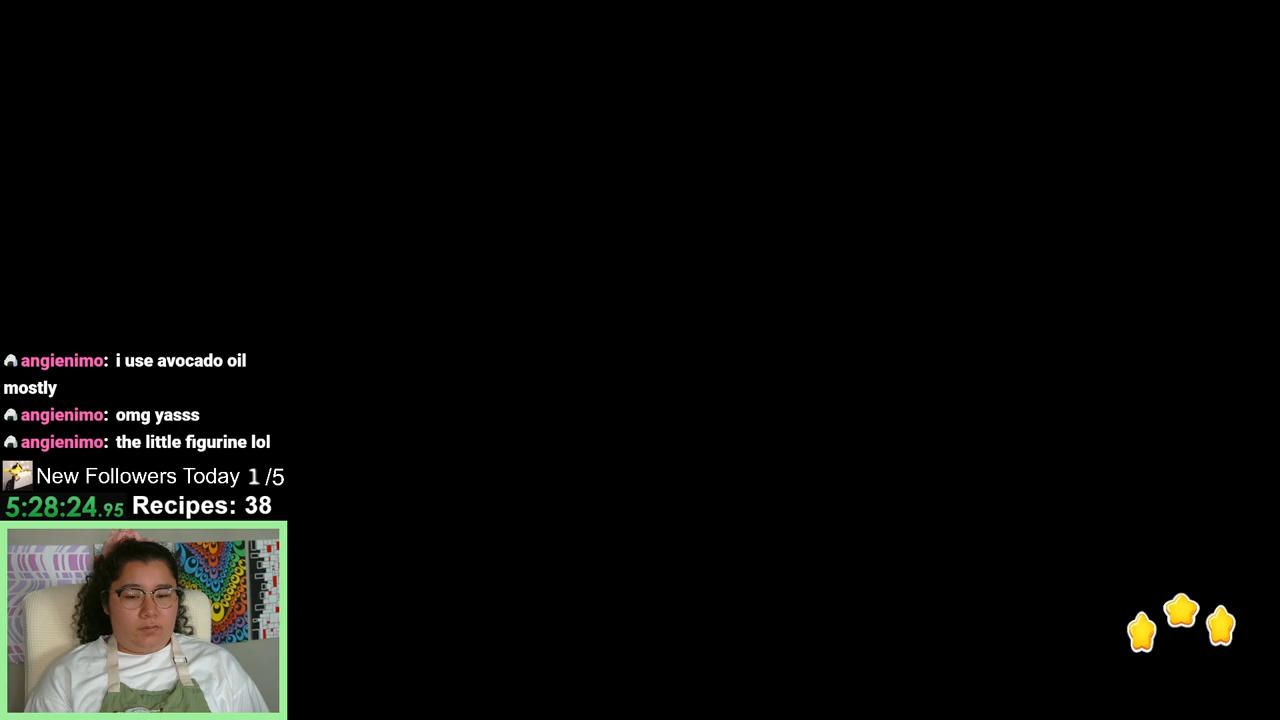 angienimo: i use avocado oil
mostly
angienimo: omg yasss
angienimo: the little figurine lol
New Followers Today 1 /5
5:28:24.95 Recipes: 38